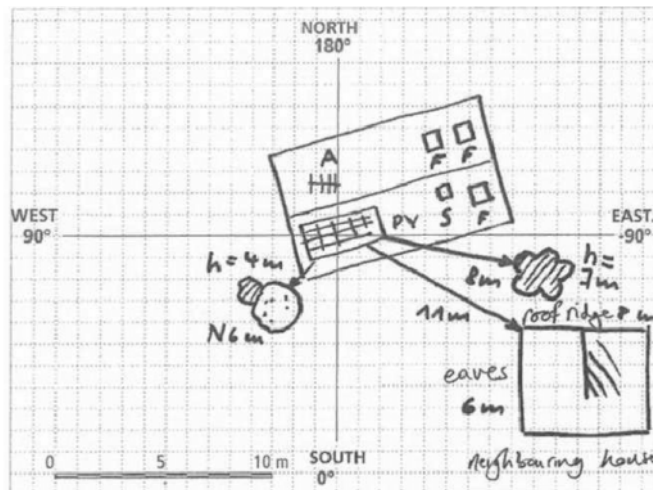 NORTH
180°
A
F F
S F
PV
WEST
90°
EAST
-90°
h = 4m
h =
7m
8m
11m
N6m
roof ridge 8 m
eaves
6m
neighbouring house
0 5 10 m
SOUTH
0°